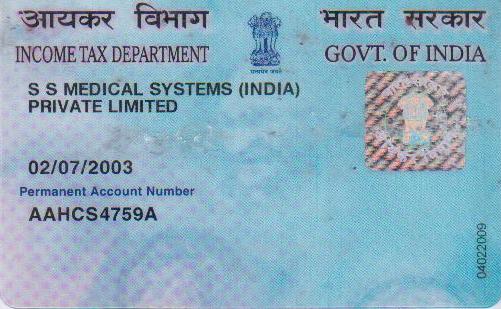 आयकर विभाग
भारत सरकार
INCOME TAX DEPARTMENT
GOVT. OF INDIA
सत्यमेव जयते
S S MEDICAL SYSTEMS (INDIA)
PRIVATE LIMITED
02/07/2003
Permanent Account Number
AAHCS4759A
04022009